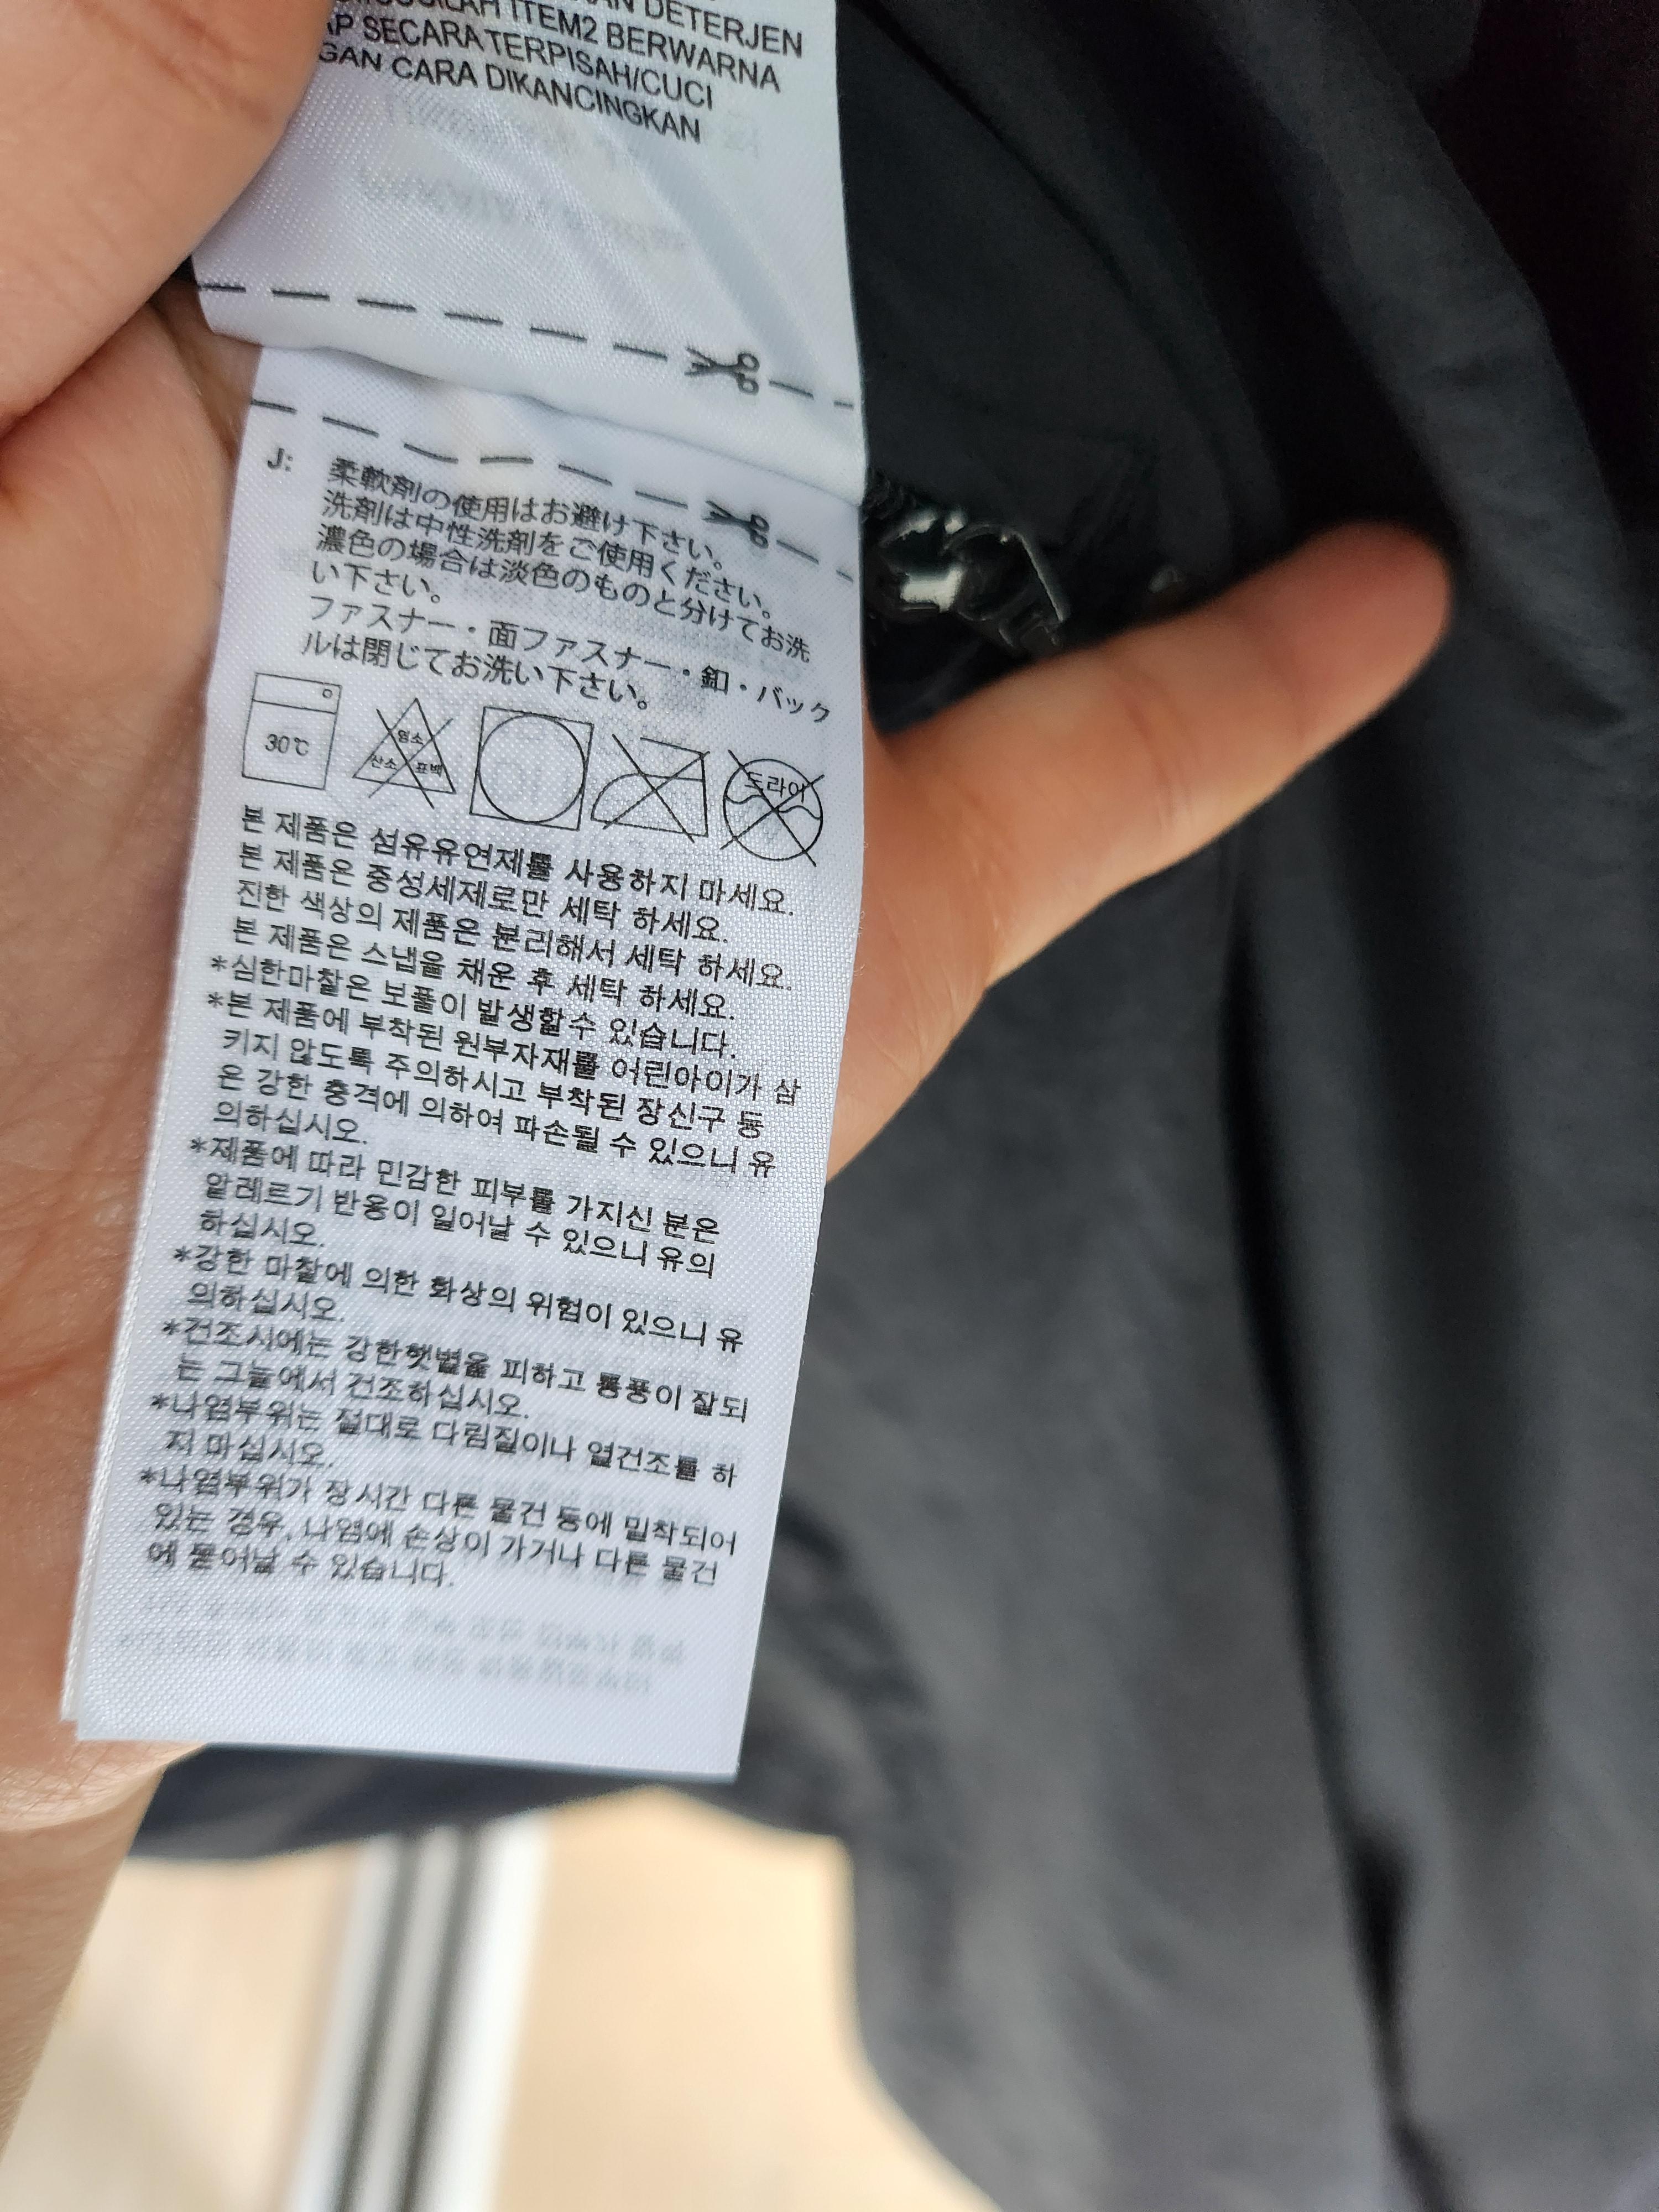 DETERJEN
ITEM2 BERWARNA
SECARA TERPISAH/CUCI
CARA DIKANCINGKAN
J: 柔軟剤の使用はお避け下さい。
洗剤は中性洗剤をご使用ください。
濃色の場合は淡色のものと分けてお洗
い下さい。
ファスナー・面ファスナー・釦・バック
ルは閉じてお洗い下さい。
30℃
염소
산소 표백
드라이
본 제품은 섬유유연제를 사용하지 마세요.
본 제품은 중성세제로만 세탁 하세요.
진한 색상의 제품은 분리해서 세탁 하세요.
본 제품은 스냅을 채운 후 세탁 하세요.
*심한마찰은 보풀이 발생할수 있습니다.
*본 제품에 부착된 원부자재를 어린아이가 삼
키지 않도록 주의하시고 부착된 장신구 등
은 강한 충격에 의하여 파손될 수 있으니 유
의하십시오.
*제품에 따라 민감한 피부를 가지신 분은
알레르기 반응이 일어날 수 있으니 유의
하십시오.
*강한 마찰에 의한 화상의 위험이 있으니 유
의하십시오.
*건조시에는 강한햇볕을 피하고 통풍이 잘되
는 그늘에서 건조하십시오.
*나염부위는 절대로 다림질이나 열건조를 하
지 마십시오.
*나염부위가 장시간 다른 물건 등에 밀착되어
있는 경우, 나염에 손상이 가거나 다른 물건
에 묻어날 수 있습니다.